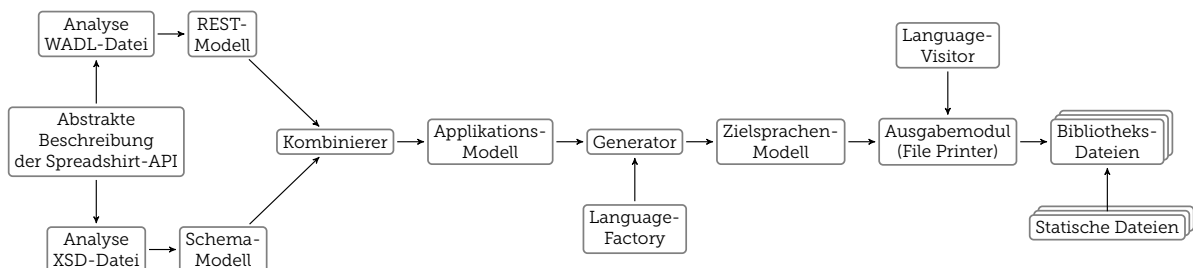 Analyse
WADL-Datei
REST-
Modell
Language-
Visitor
Abstrakte
Beschreibung
der Spreadshirt-API
Kombinierer
Applikations-
Modell
Generator
Zielsprachen-
Modell
Ausgabemodul
(File Printer)
Bibliotheks-
Dateien
Analyse
XSD-Datei
Schema-
Modell
Language-
Factory
Statische Dateien